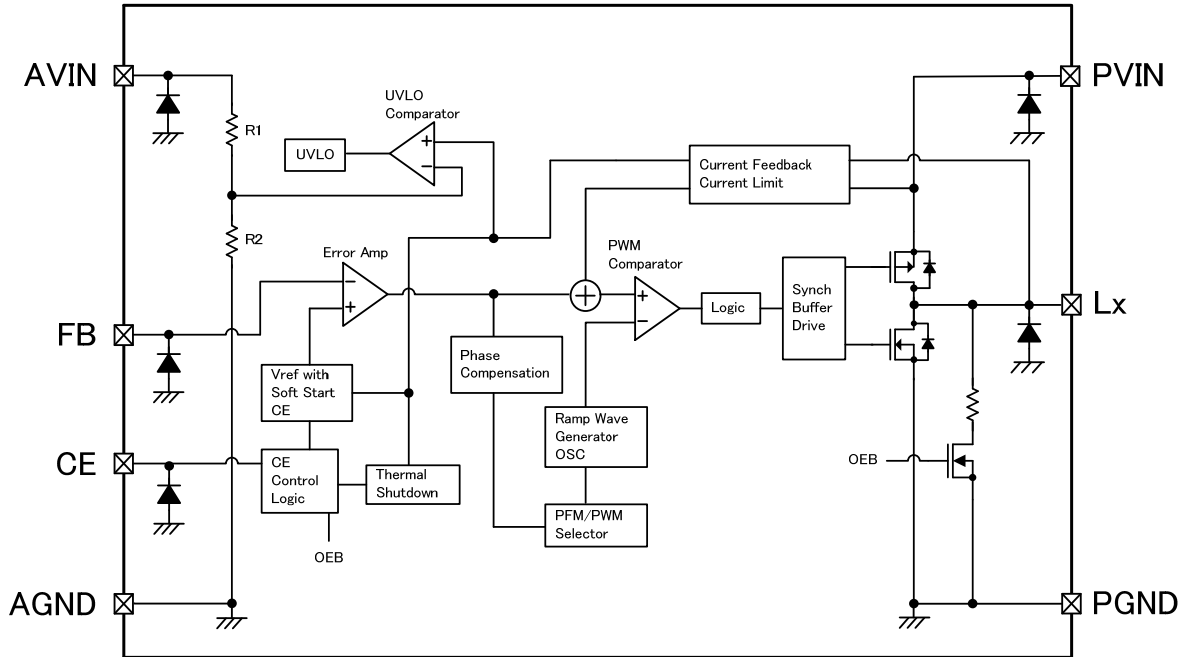 AVIN
PVIN
UVLO
Comparator
R1
+
UVLO
−
Current Feedback
Current Limit
R2
Error Amp
PWM
Comparator
−
+
+
+
−
Logic
Synch
Buffer
Drive
Lx
FB
Phase
Compensation
Vref with
Soft Start
CE
Ramp Wave
Generator
OSC
CE
CE
Control
Logic
Thermal
Shutdown
OEB
PFM/PWM
Selector
OEB
AGND
PGND